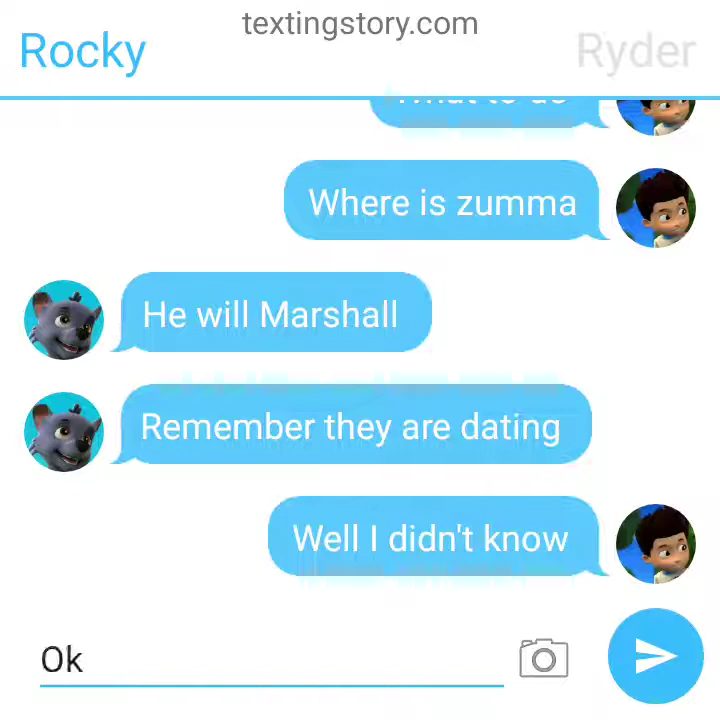 textingstory.com
Rocky
Ryder
Where is zumma
He will Marshall
Remember they are dating
Well I didn't know
Ok